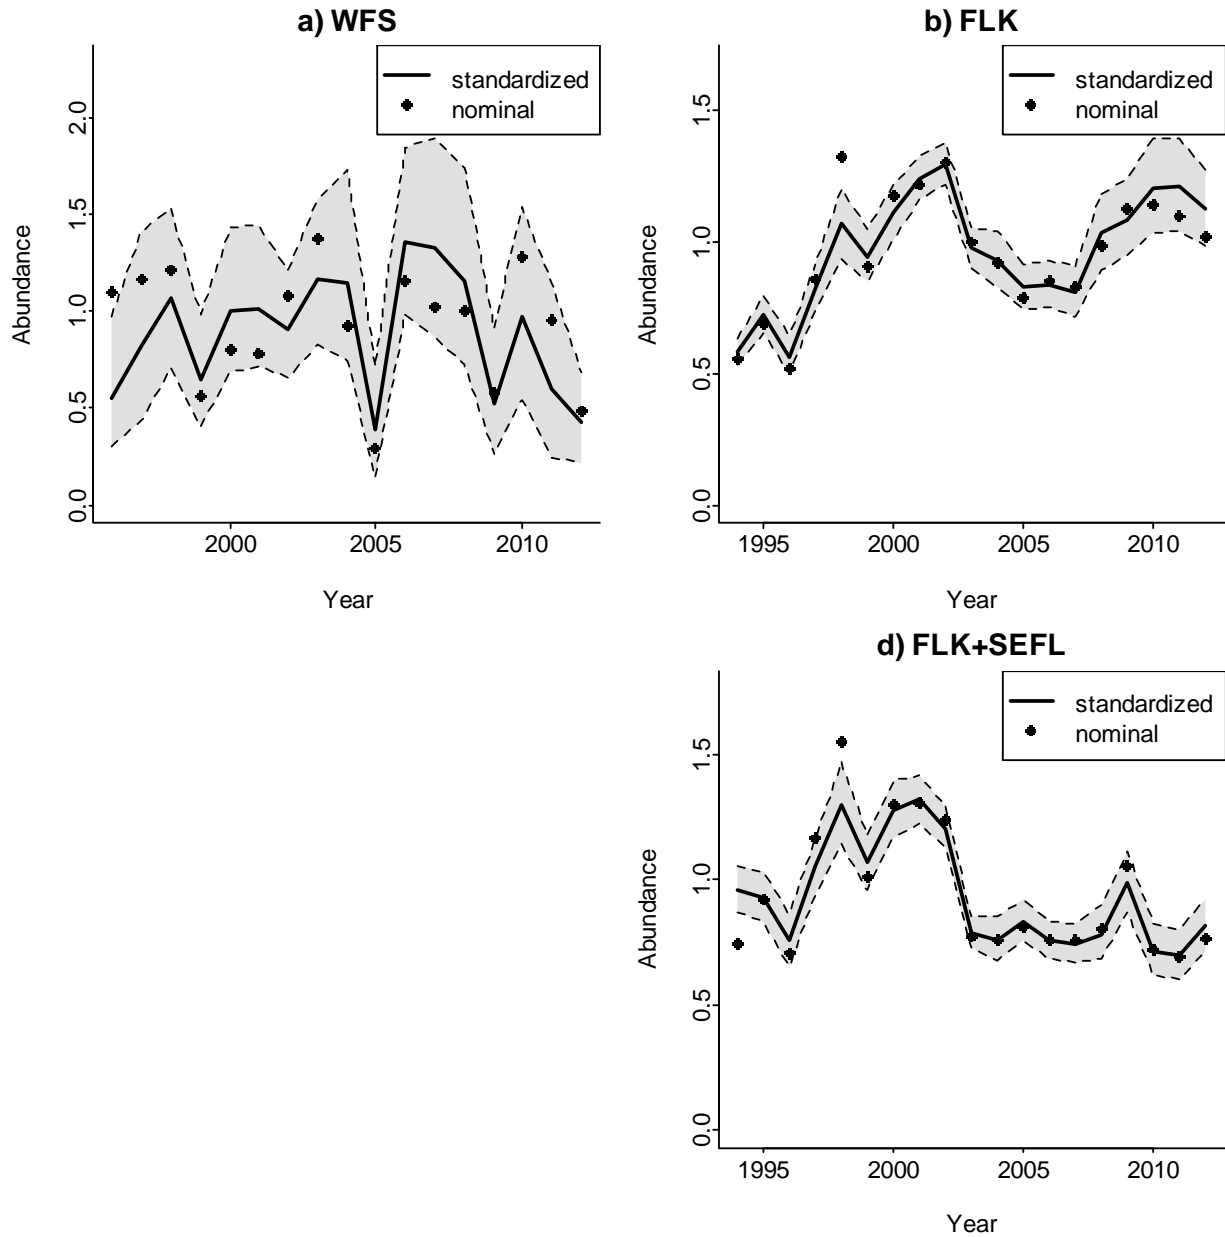 a) WFS
standardized
nominal
Abundance
0.0 0.5 1.0 1.5 2.0
2000 2005 2010
Year
b) FLK
standardized
nominal
Abundance
0.0 0.5 1.0 1.5
1995 2000 2005 2010
Year
d) FLK+SEFL
standardized
nominal
Abundance
0.0 0.5 1.0 1.5
1995 2000 2005 2010
Year